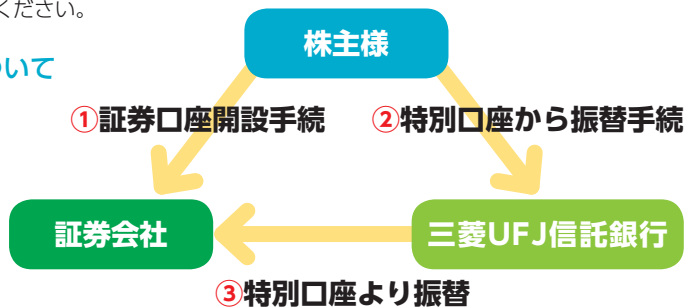 ください。
株主様
ついて
①証券口座開設手続
②特別口座から振替手続
証券会社
三菱UFJ信託銀行
③特別口座より振替